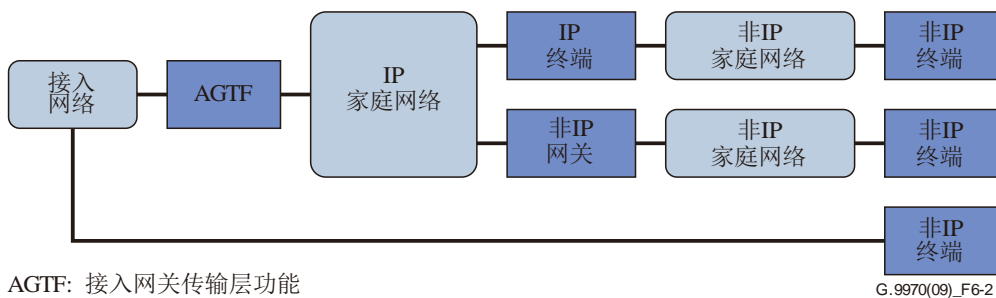 接入
网络
AGTF
IP
家庭网络
IP
终端
非IP
家庭网络
非IP
终端
非IP
网关
非IP
家庭网络
非IP
终端
非IP
终端
AGTF: 接入网关传输层功能
G.9970(09)_F6-2